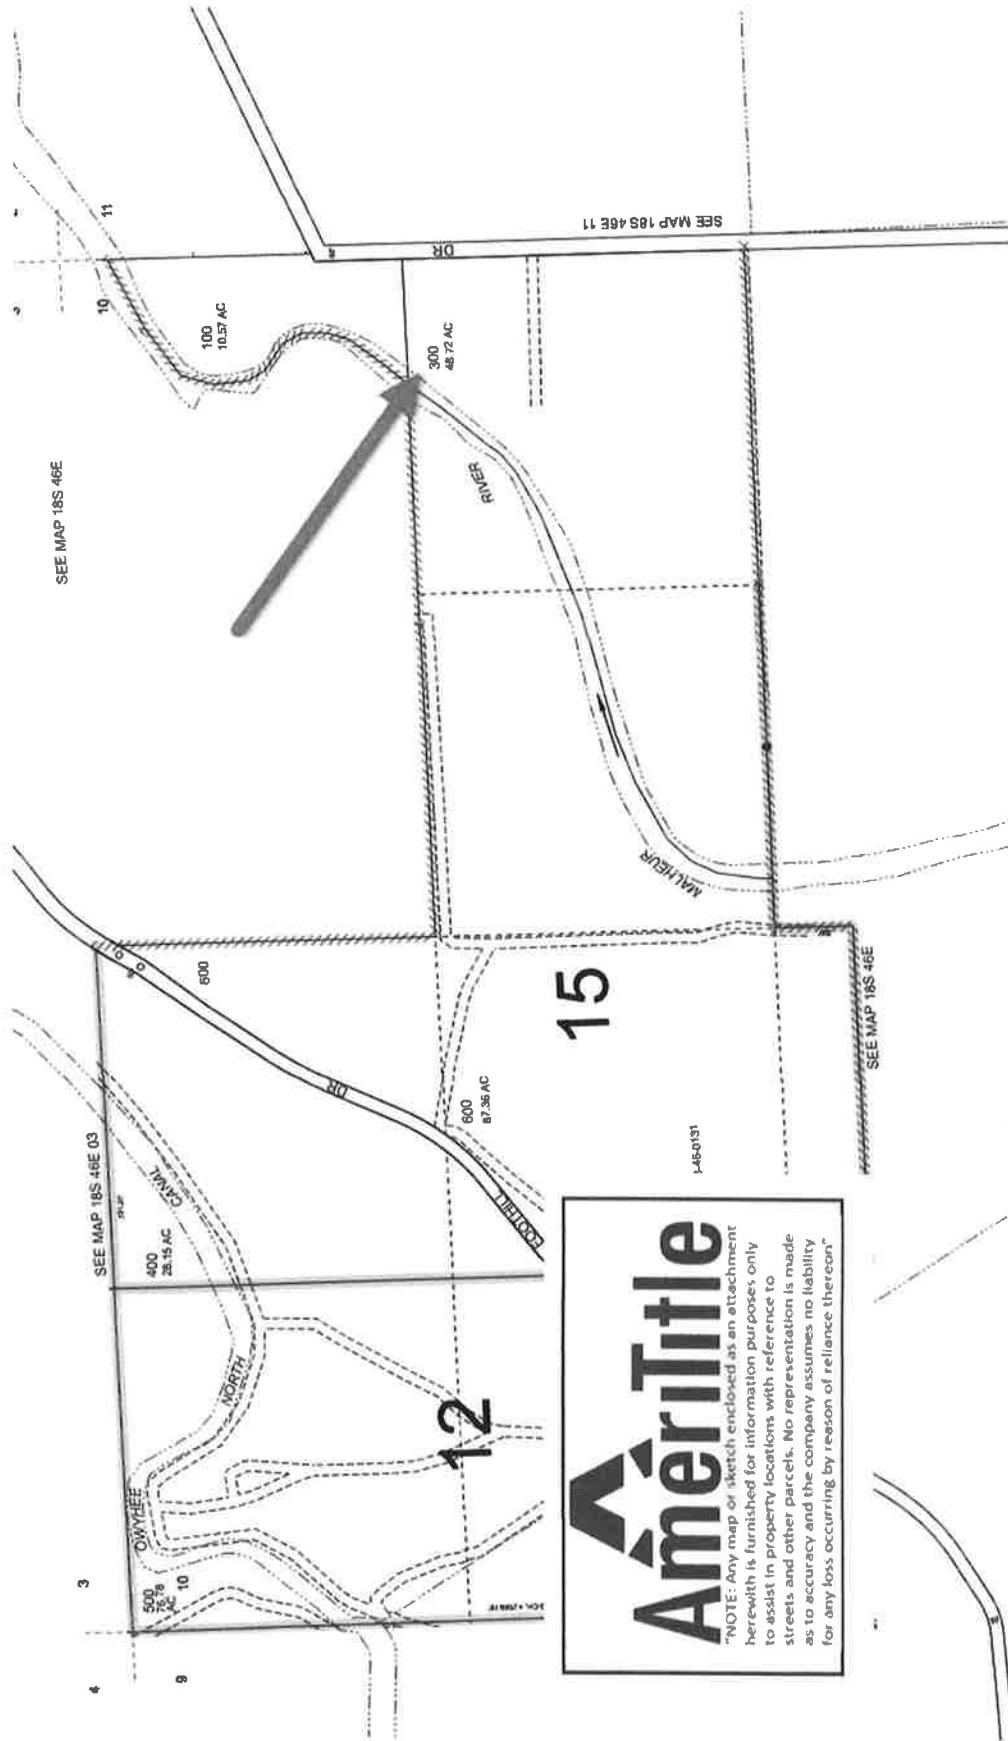 SEE MAP 18S 46E 03
SEE MAP 18S 46E
SEE MAP 18S 46E 11
SEE MAP 18S 46E
4
3
9
10
10
11
500
76.78
AC
400
28.15 AC
600
600
87.36 AC
100
10.57 AC
300
48.72 AC
OWYHEE
NORTH
CANAL
FOOTHILL
DR
DR
MALHEUR
RIVER
12
15
AmeriTitle
"NOTE: Any map or sketch enclosed as an attachment
herewith is furnished for information purposes only
to assist in property locations with reference to
streets and other parcels. No representation is made
as to accuracy and the company assumes no liability
for any loss occurring by reason of reliance thereon"